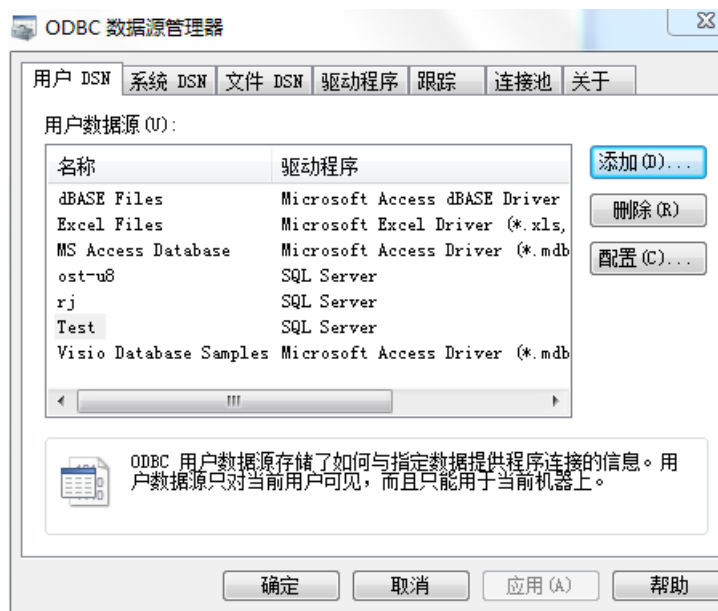 ODBC 数据源管理器
用户 DSN 系统 DSN 文件 DSN 驱动程序 跟踪 连接池 关于
用户数据源(U):
名称 驱动程序
添加(D)...
dBASE Files Microsoft Access dBASE Driver
Excel Files Microsoft Excel Driver (*.xls,
删除(R)
MS Access Database Microsoft Access Driver (*.mdb
配置(C)...
ost-u8 SQL Server
rj SQL Server
Test SQL Server
Visio Database Samples Microsoft Access Driver (*.mdb
ODBC 用户数据源存储了如何与指定数据提供程序连接的信息。用
户数据源只对当前用户可见，而且只能用于当前机器上。
确定 取消 应用(A) 帮助